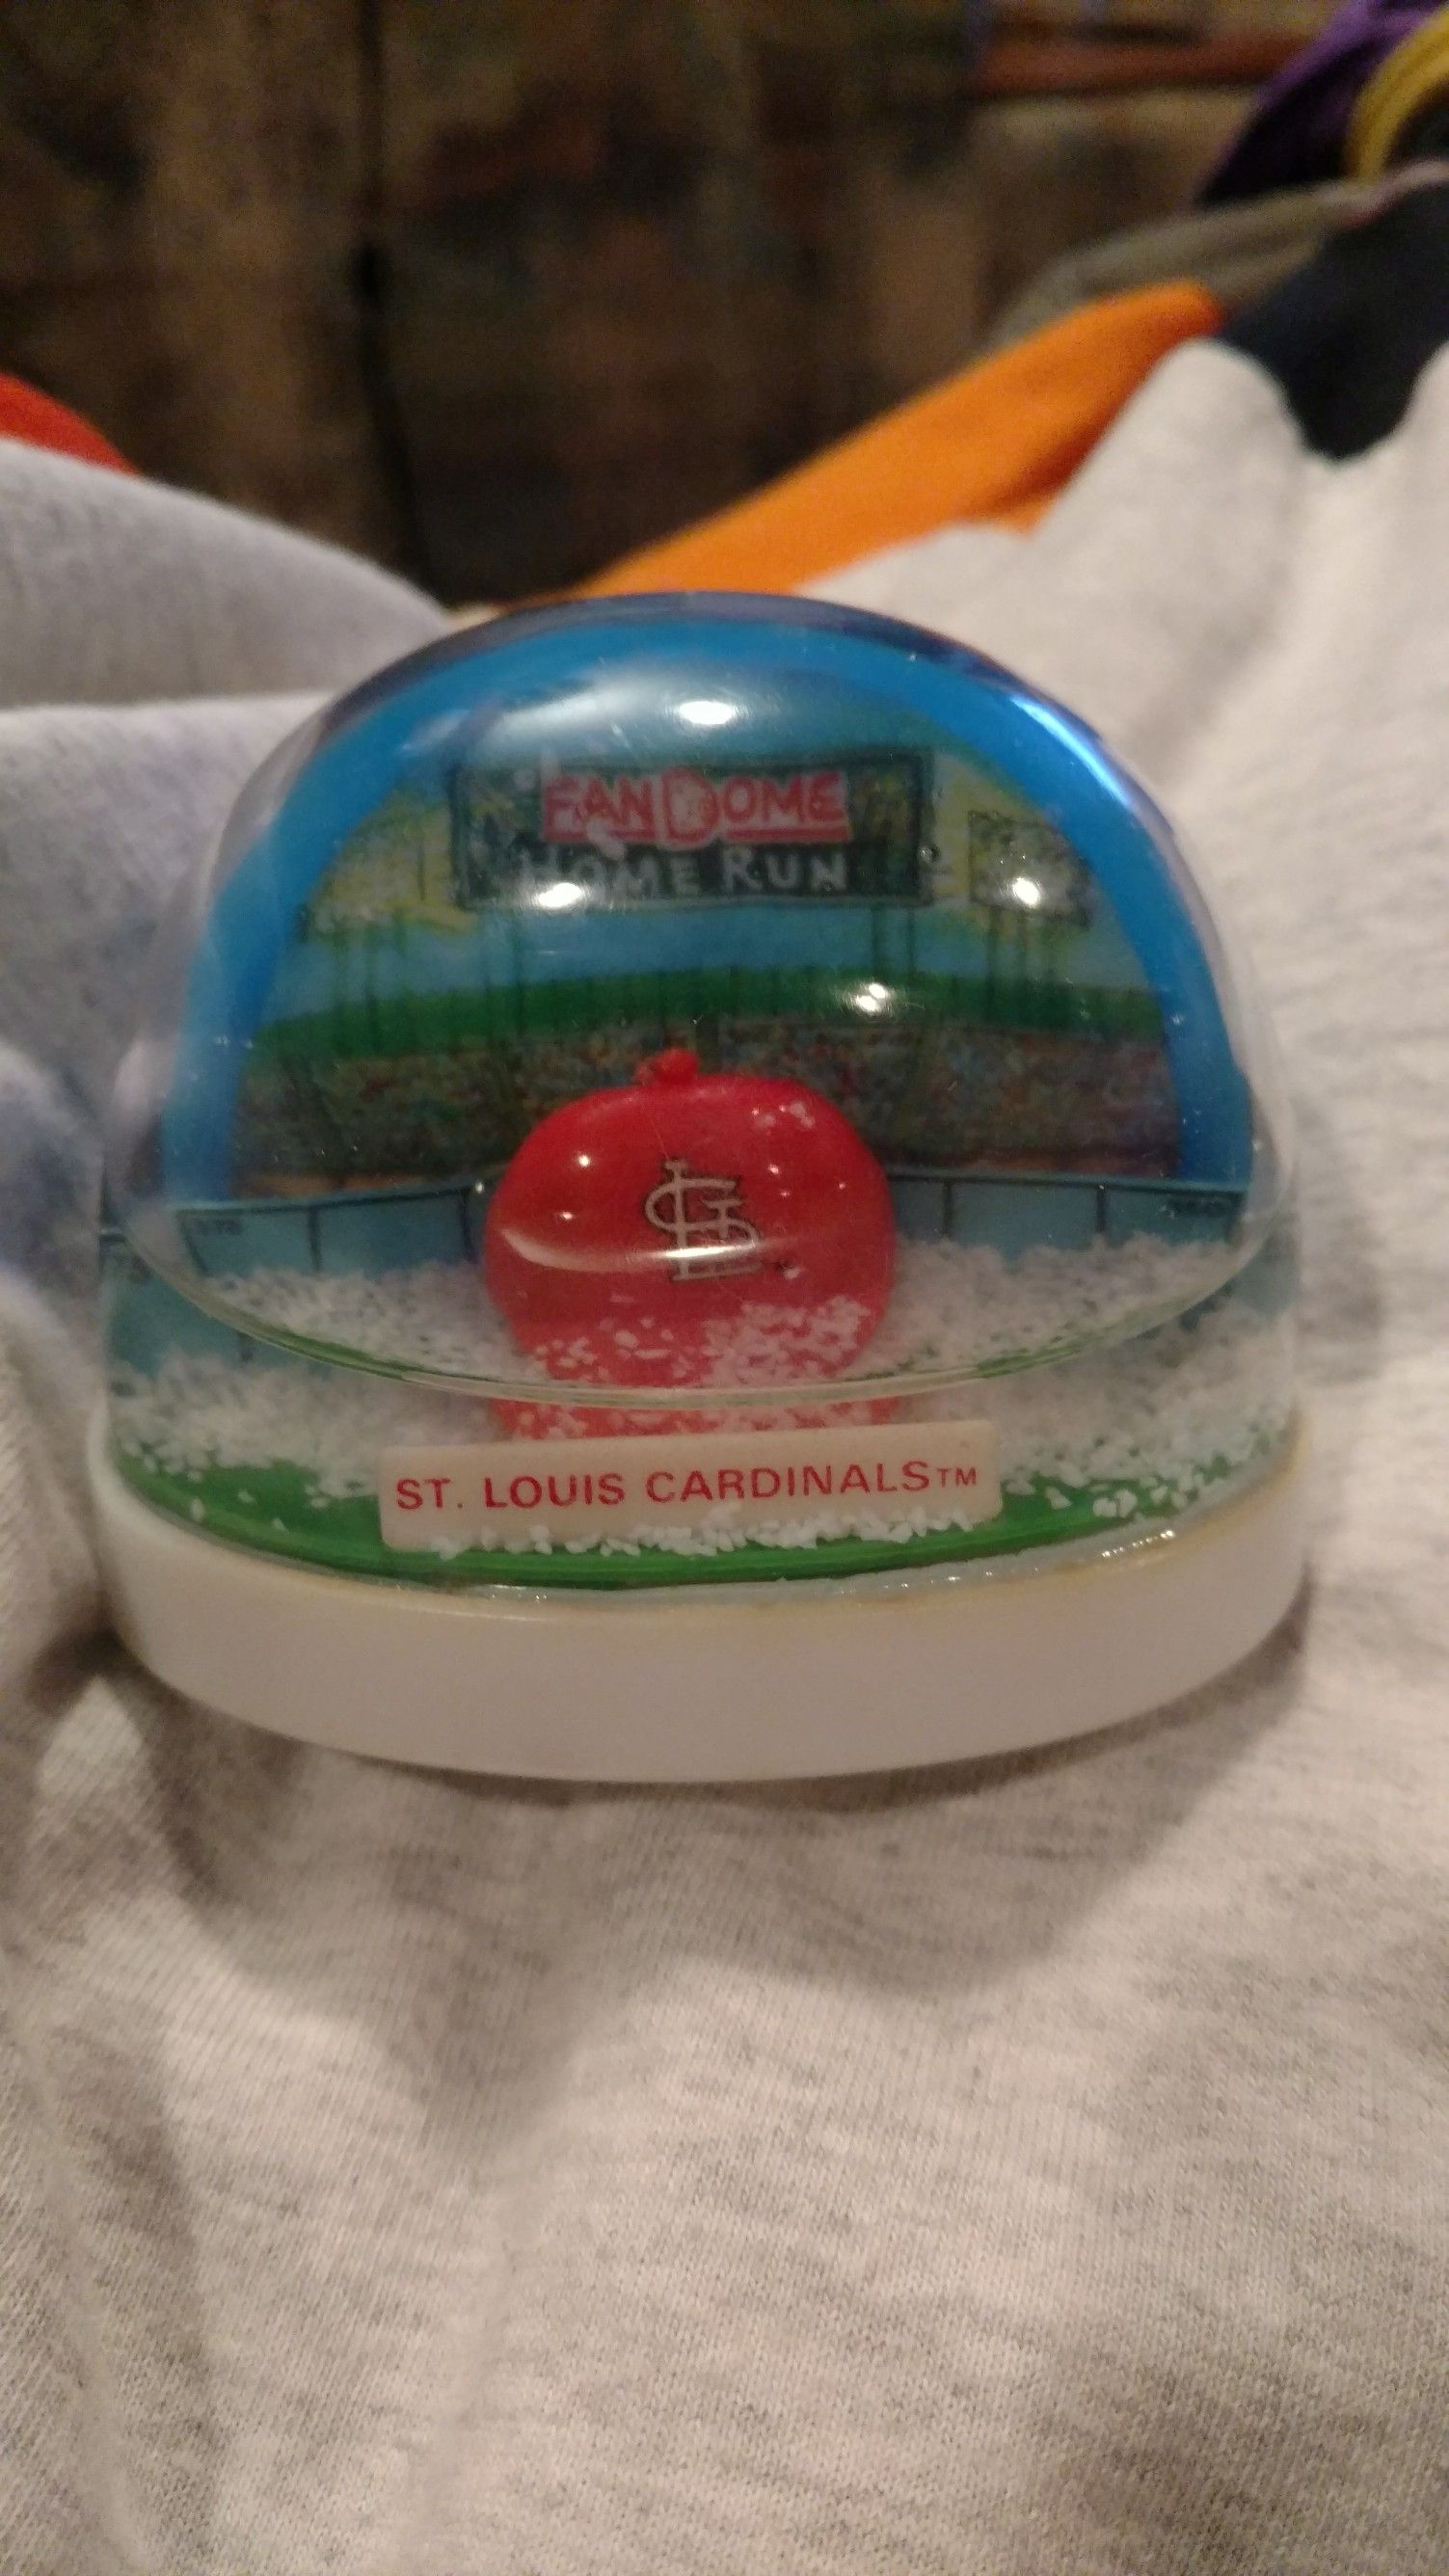 FANDOME
HOME RUN
STL
ST. LOUIS CARDINALS™